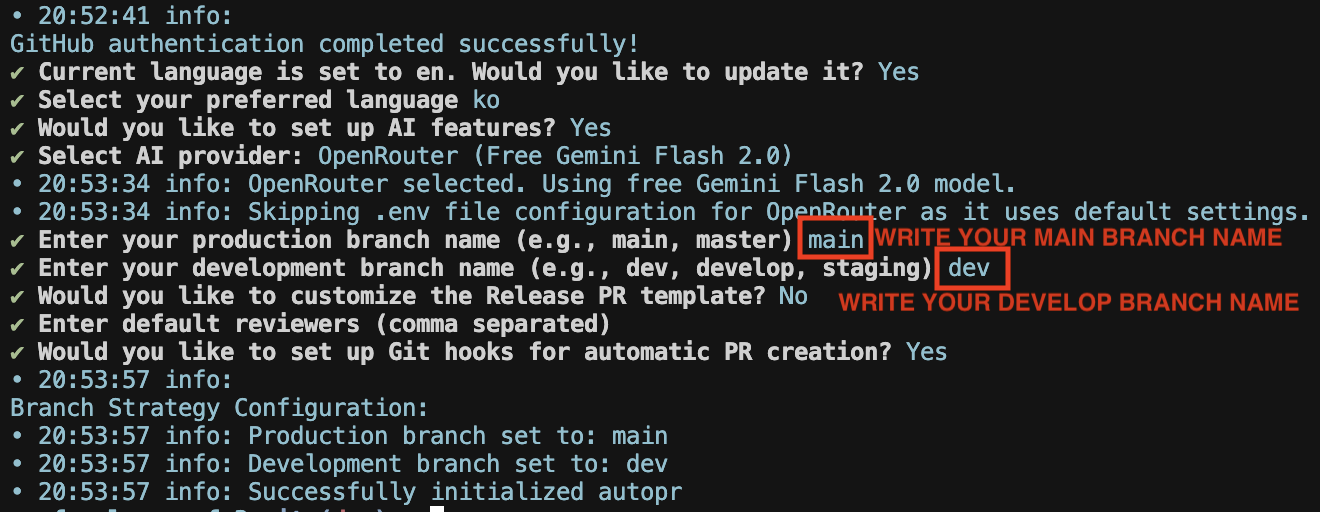 • 20:52:41 info:
GitHub authentication completed successfully!
✔ Current language is set to en. Would you like to update it? Yes
✔ Select your preferred language ko
✔ Would you like to set up AI features? Yes
✔ Select AI provider: OpenRouter (Free Gemini Flash 2.0)
• 20:53:34 info: OpenRouter selected. Using free Gemini Flash 2.0 model.
• 20:53:34 info: Skipping .env file configuration for OpenRouter as it uses default settings.
✔ Enter your production branch name (e.g., main, master) main WRITE YOUR MAIN BRANCH NAME
✔ Enter your development branch name (e.g., dev, develop, staging) dev
✔ Would you like to customize the Release PR template? No WRITE YOUR DEVELOP BRANCH NAME
✔ Enter default reviewers (comma separated)
✔ Would you like to set up Git hooks for automatic PR creation? Yes
• 20:53:57 info:
Branch Strategy Configuration:
• 20:53:57 info: Production branch set to: main
• 20:53:57 info: Development branch set to: dev
• 20:53:57 info: Successfully initialized autopr